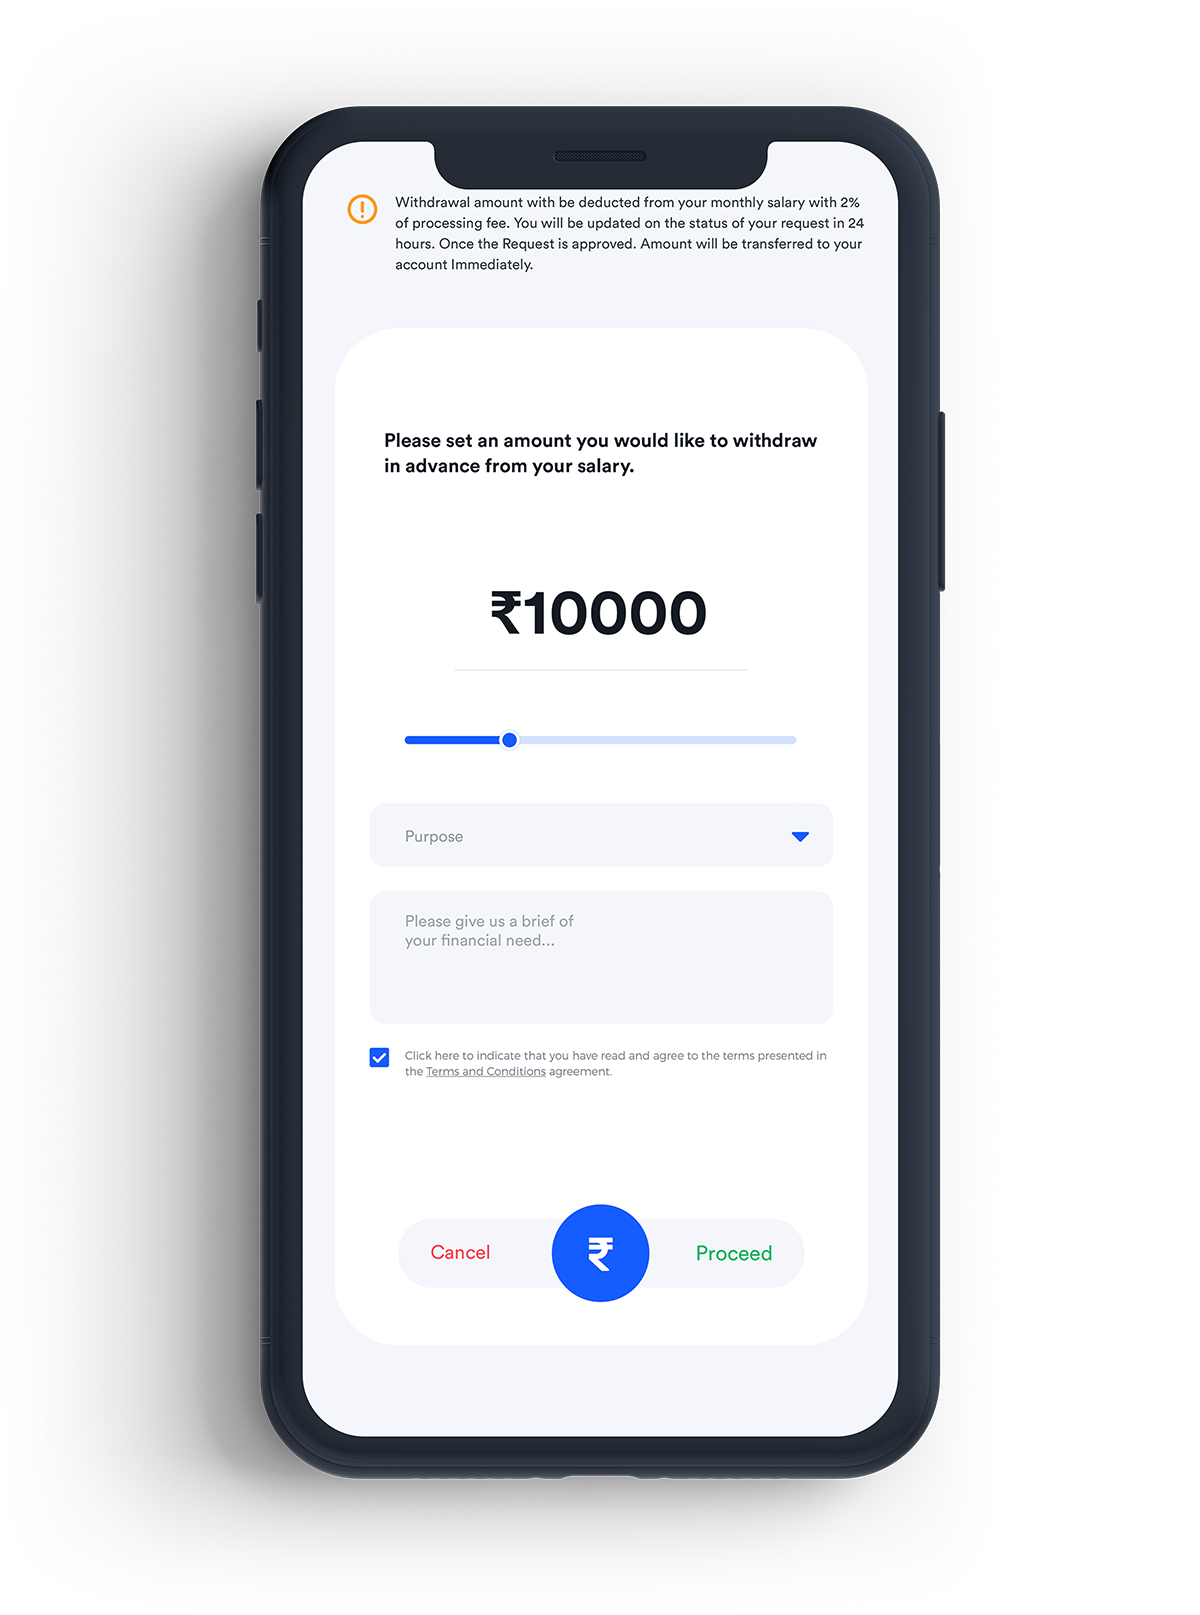 Withdrawal amount with be deducted from your monthly salary with 2%
of processing fee. You will be updated on the status of your request in 24
hours. Once the Request is approved. Amount will be transferred to your
account Immediately.
Please set an amount you would like to withdraw
in advance from your salary.
₹10000
Purpose
Please give us a brief of
your financial need...
Click here to indicate that you have read and agree to the terms presented in
the Terms and Conditions agreement.
Cancel
₹
Proceed